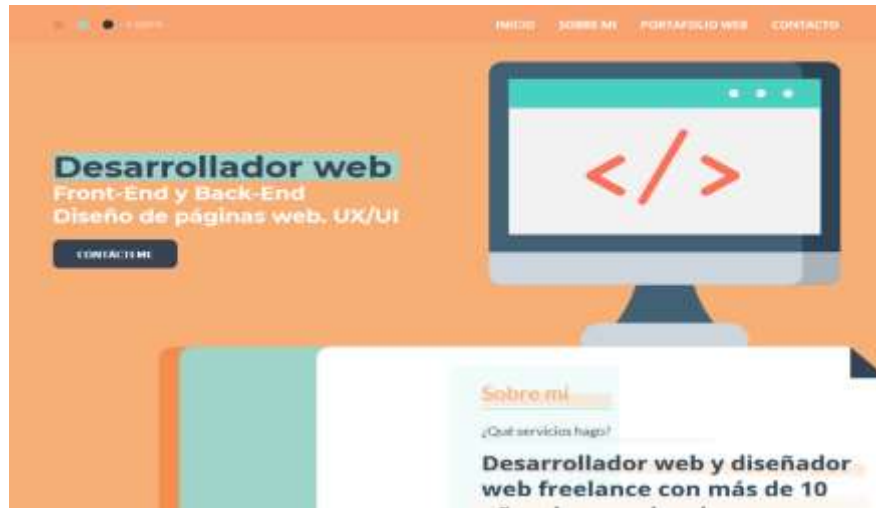 INICIO SOBRE MI PORTAFOLIO WEB CONTACTO
Desarrollador web
Front-End y Back-End
Diseño de páginas web. UX/UI
CONTÁCTEME
</>
Sobre mi
¿Qué servicios hago?
Desarrollador web y diseñador
web freelance con más de 10